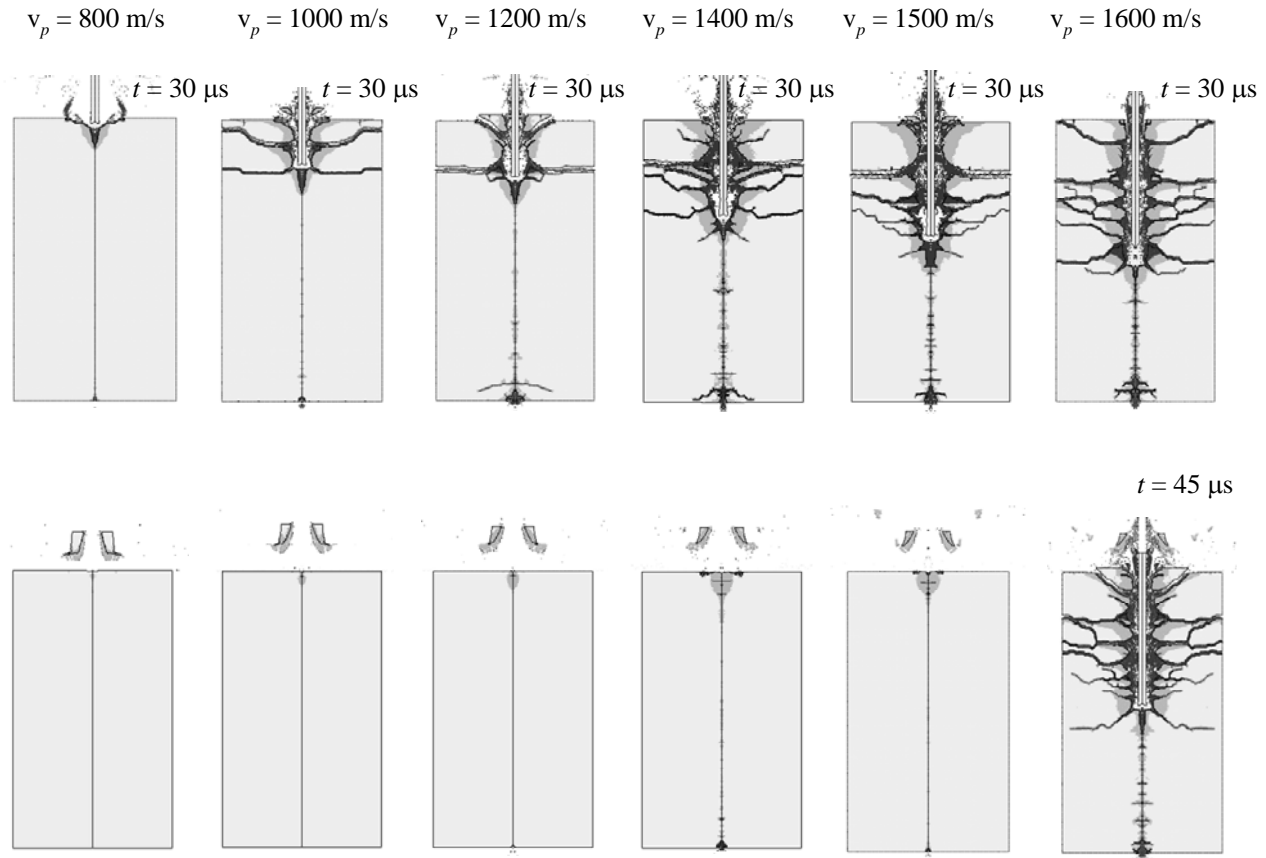 v_p = 800 m/s
v_p = 1000 m/s
v_p = 1200 m/s
v_p = 1400 m/s
v_p = 1500 m/s
v_p = 1600 m/s
t = 30 μs
t = 30 μs
t = 30 μs
t = 30 μs
t = 30 μs
t = 30 μs
t = 45 μs